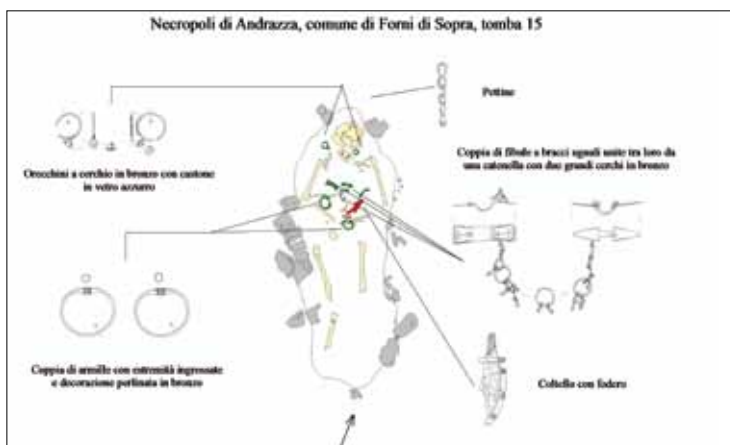 Necropoli di Andrazza, comune di Forni di Sopra, tomba 15
Pettine
Orecchini a cerchio in bronzo con castone
in vetro azzurro
Coppia di fibule a bracci uguali unite tra loro da
una catenella con due grandi cerchi in bronzo
Coppia di armille con estremità ingrossate
e decorazione perlinata in bronzo
Coltello con fodero